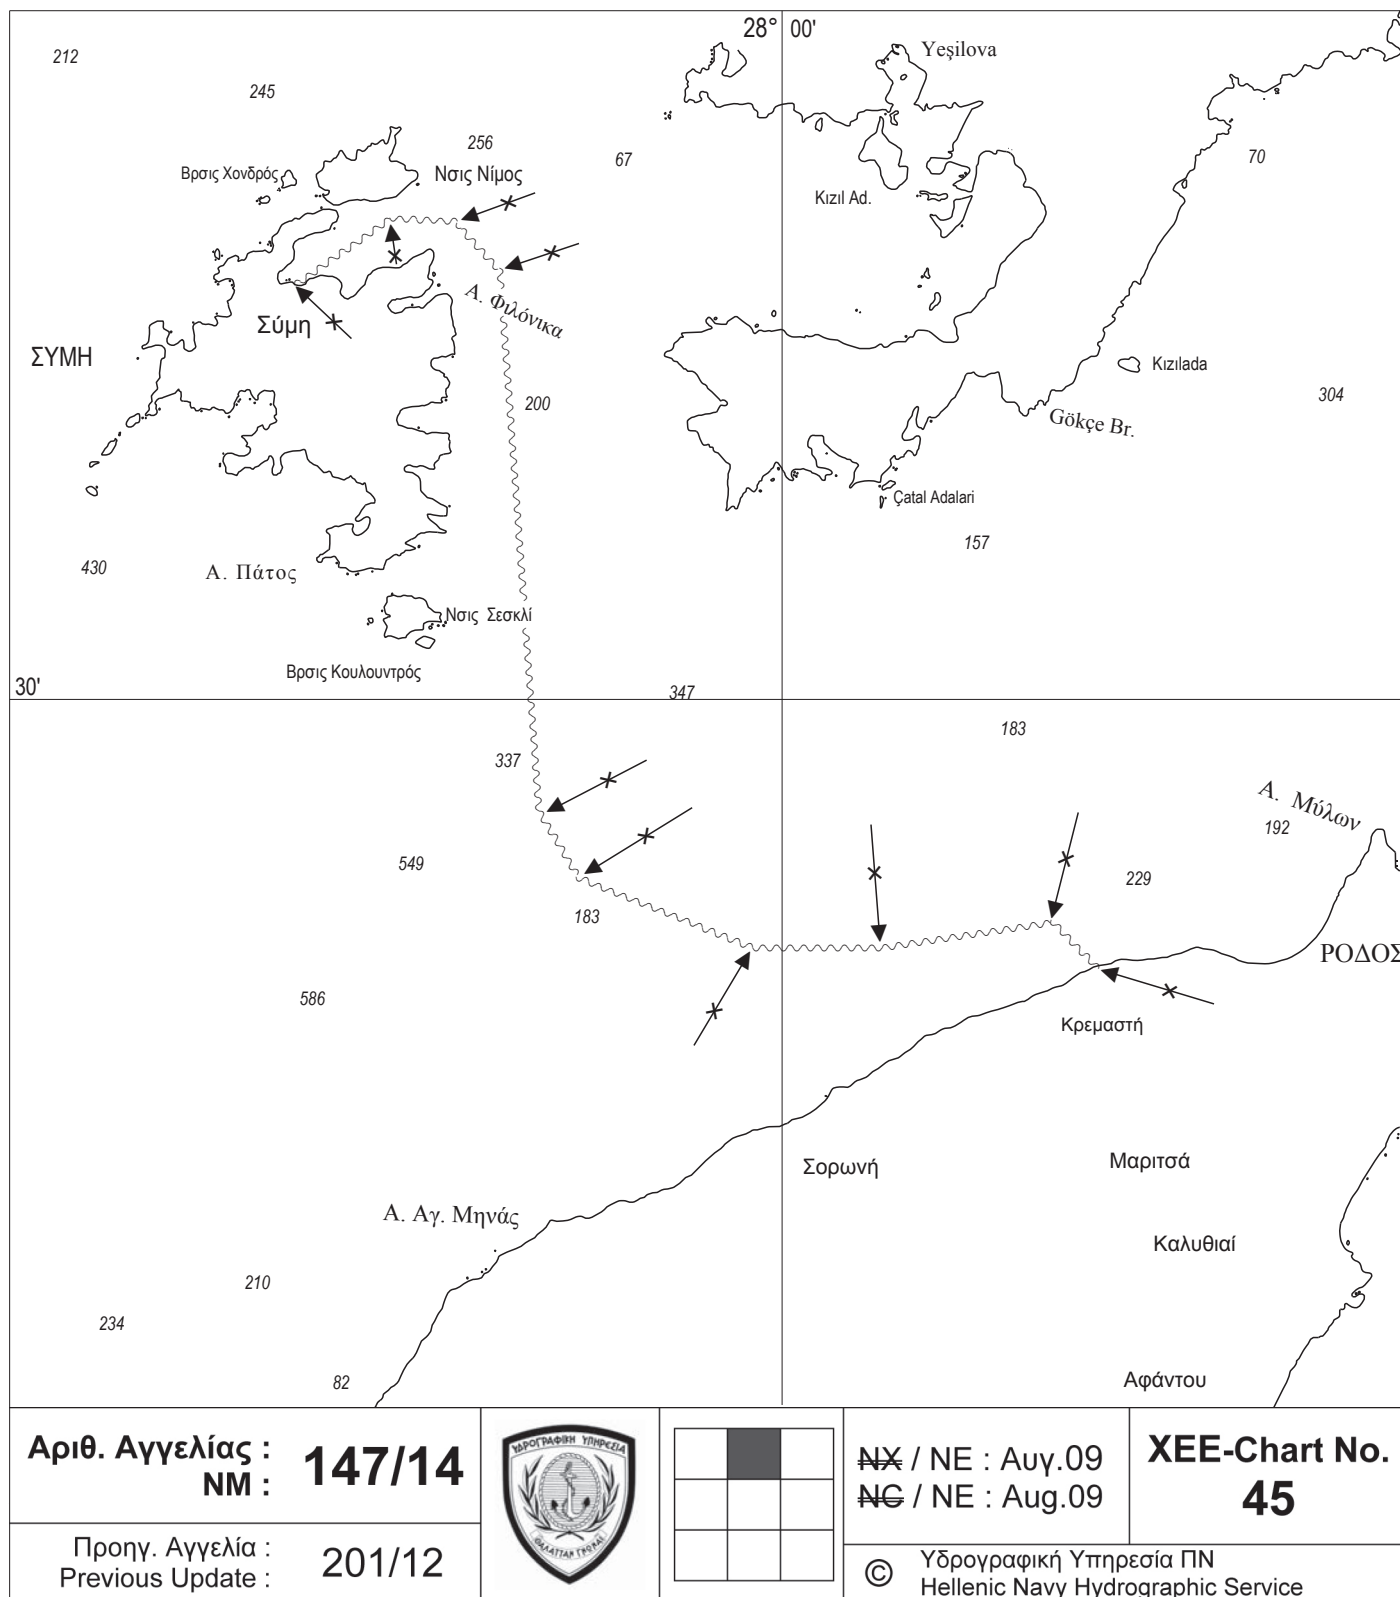 28° 00'
212
Yeşilova
245
256
67
70
Βρσις Χονδρός
Νσις Νίμος
Kızıl Ad.
Α. Φιλόνικα
Σύμη
ΣΥΜΗ
Kızılada
304
200
Gökçe Br.
Çatal Adalari
157
430
Α. Πάτος
Νσις Σεσκλί
Βρσις Κουλουντρός
30'
347
183
337
Α. Μύλων
192
549
229
183
ΡΟΔΟΣ
586
Κρεμαστή
Σορωνή
Μαριτσά
Α. Αγ. Μηνάς
Καλυθιαί
210
234
82
Αφάντου
Αριθ. Αγγελίας :
NM :
147/14
Προηγ. Αγγελία :
Previous Update :
201/12
ΥΔΡΟΓΡΑΦΙΚΗ ΥΠΗΡΕΣΙΑ
ΝΧ / ΝΕ : Αυγ.09
NC / NE : Aug.09
ΧΕΕ-Chart No.
45
© Υδρογραφική Υπηρεσία ΠΝ
Hellenic Navy Hydrographic Service